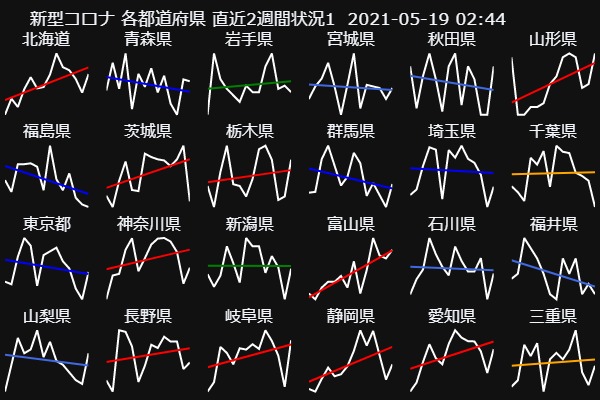 新型コロナ 各都道府県 直近2週間状況1 2021-05-19 02:44
北海道 青森県 岩手県 宮城県 秋田県 山形県
福島県 茨城県 栃木県 群馬県 埼玉県 千葉県
東京都 神奈川県 新潟県 富山県 石川県 福井県
山梨県 長野県 岐阜県 静岡県 愛知県 三重県